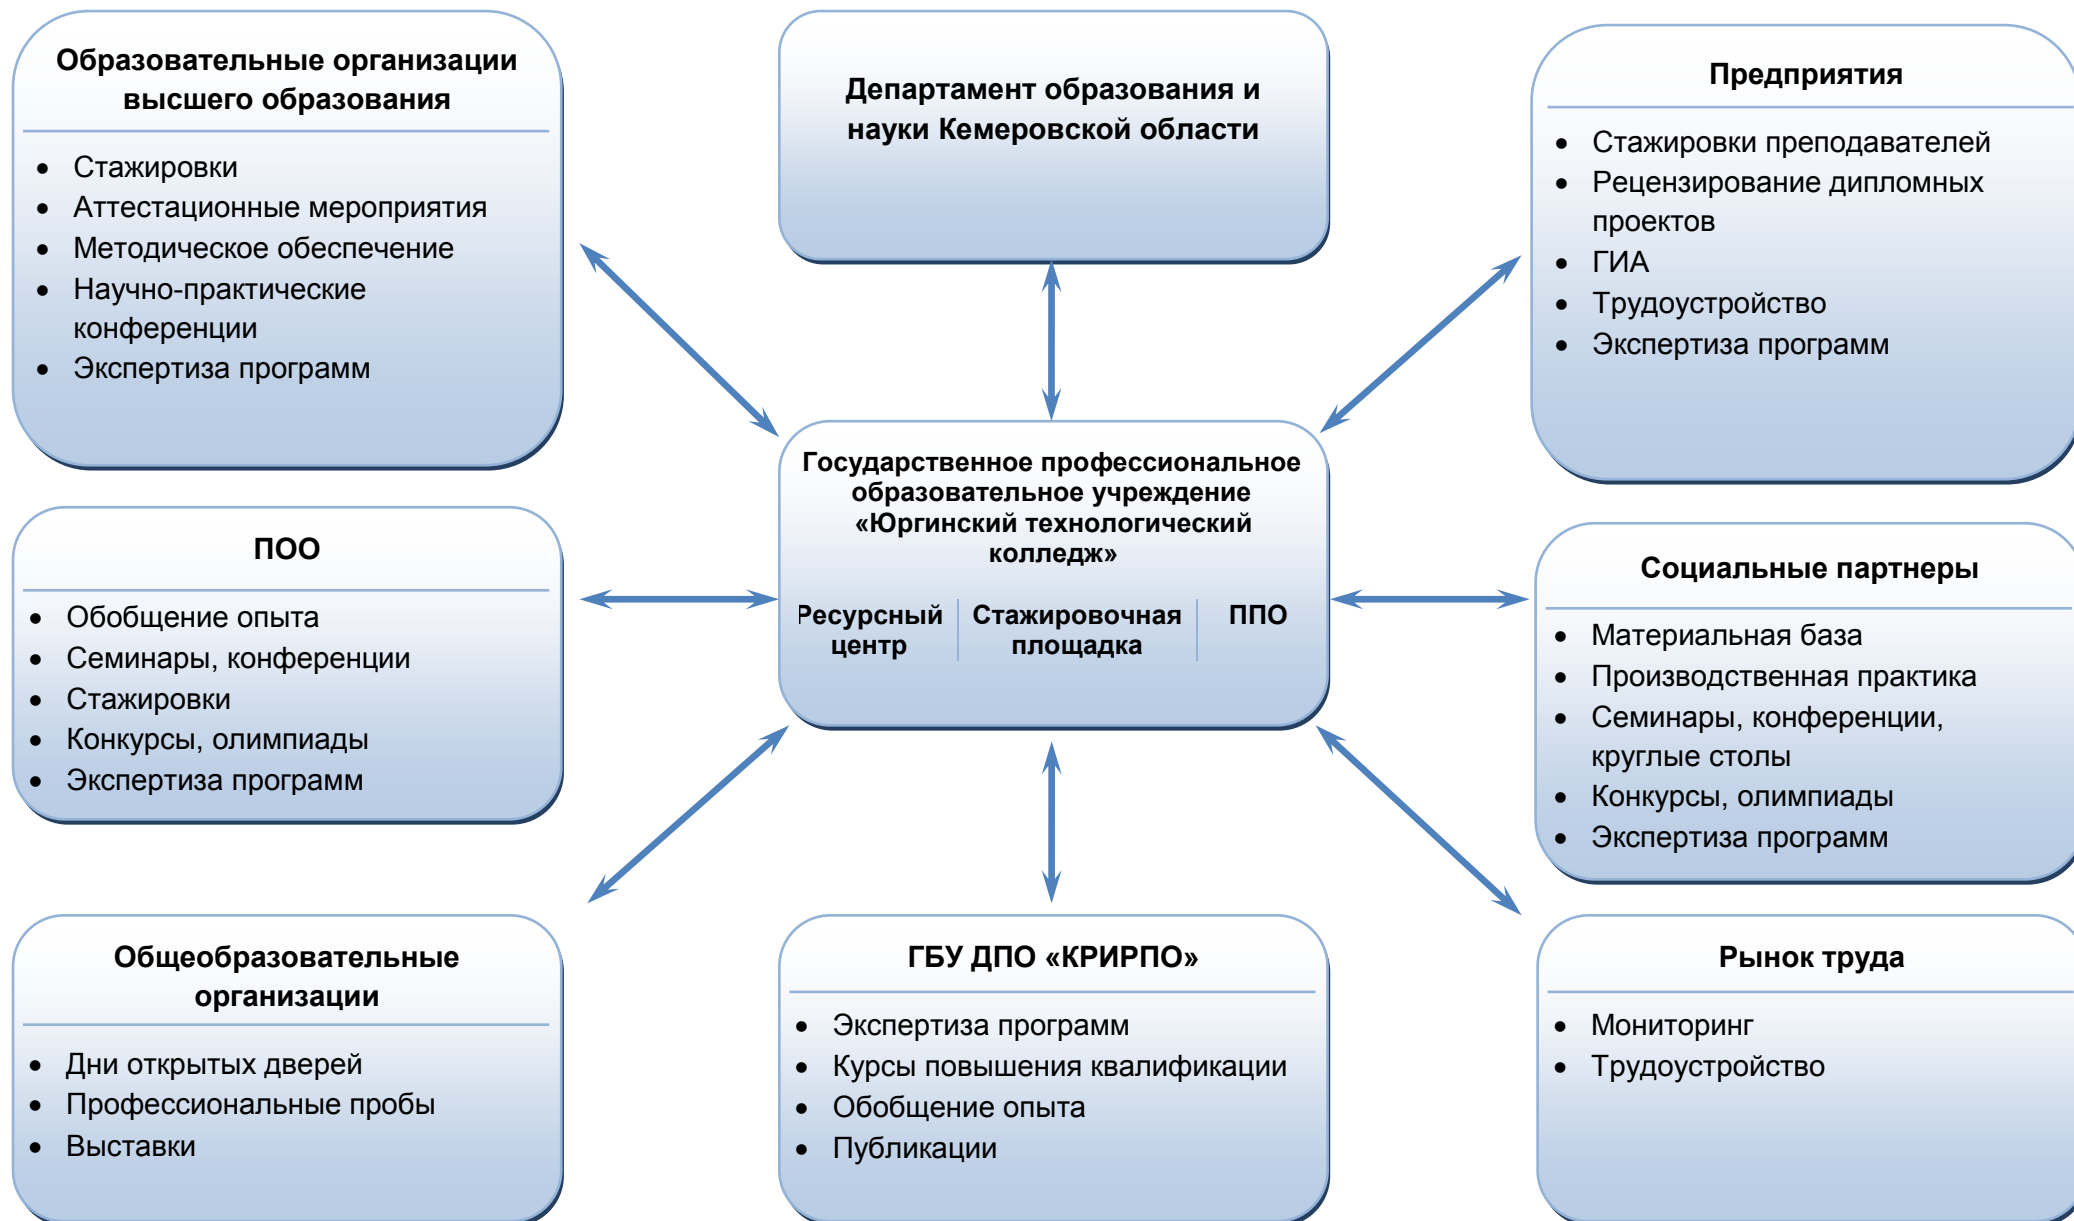 Образовательные организации
высшего образования
• Стажировки
• Аттестационные мероприятия
• Методическое обеспечение
• Научно-практические
конференции
• Экспертиза программ
Департамент образования и
науки Кемеровской области
Предприятия
• Стажировки преподавателей
• Рецензирование дипломных
проектов
• ГИА
• Трудоустройство
• Экспертиза программ
ПОО
• Обобщение опыта
• Семинары, конференции
• Стажировки
• Конкурсы, олимпиады
• Экспертиза программ
Государственное профессиональное
образовательное учреждение
«Юргинский технологический
колледж»
Ресурсный
центр
Стажировочная
площадка
ППО
Социальные партнеры
• Материальная база
• Производственная практика
• Семинары, конференции,
круглые столы
• Конкурсы, олимпиады
• Экспертиза программ
Общеобразовательные
организации
• Дни открытых дверей
• Профессиональные пробы
• Выставки
ГБУ ДПО «КРИРПО»
• Экспертиза программ
• Курсы повышения квалификации
• Обобщение опыта
• Публикации
Рынок труда
• Мониторинг
• Трудоустройство